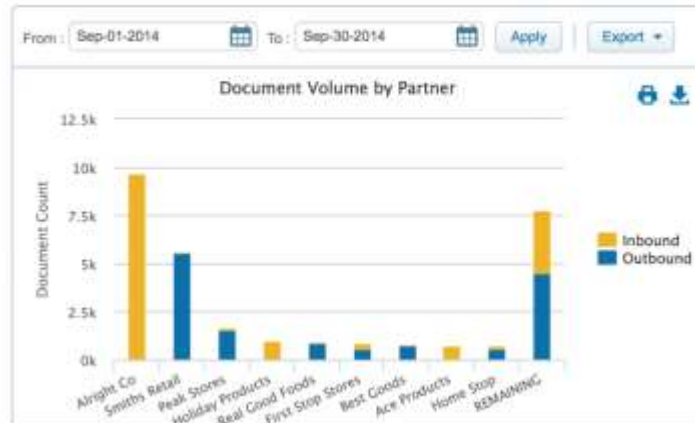 From : Sep-01-2014 To : Sep-30-2014 Apply Export
Document Volume by Partner
12.5k
10k
7.5k
5k
2.5k
0k
Document Count
Inbound
Outbound
Alright Co
Smiths Retail
Peak Stores
Holiday Products
Real Good Foods
First Stop Stores
Best Goods
Ace Products
Home Stop
REMAINING